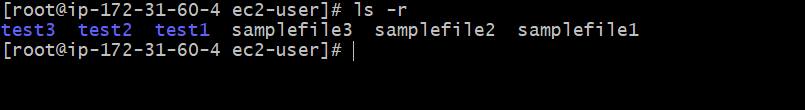 [root@ip-172-31-60-4 ec2-user]# ls -r
test3  test2  test1  samplefile3  samplefile2  samplefile1
[root@ip-172-31-60-4 ec2-user]#